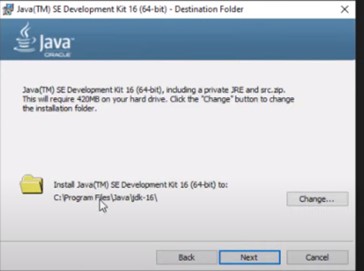 Java(TM) SE Development Kit 16 (64-bit) - Destination Folder
Java™
ORACLE
Java(TM) SE Development Kit 16 (64-bit), including a private JRE and src.zip.
This will require 420MB on your hard drive. Click the "Change" button to change
the installation folder.
Install Java(TM) SE Development Kit 16 (64-bit) to:
C:\Program Files\Java\jdk-16\
Change...
Back
Next
Cancel